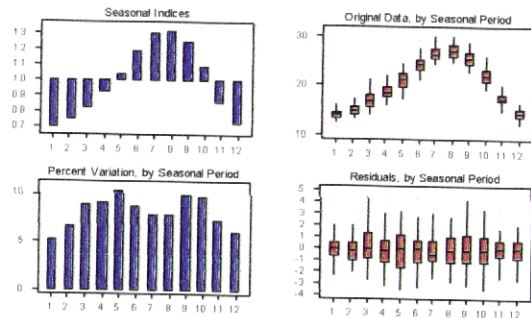 Seasonal Indices
1.3
1.2
1.1
1.0
0.9
0.8
0.7
1 2 3 4 5 6 7 8 9 10 11 12
Original Data, by Seasonal Period
30
20
10
1 2 3 4 5 6 7 8 9 10 11 12
Percent Variation, by Seasonal Period
10
5
0
1 2 3 4 5 6 7 8 9 10 11 12
Residuals, by Seasonal Period
5
4
3
2
1
0
-1
-2
-3
-4
1 2 3 4 5 6 7 8 9 10 11 12